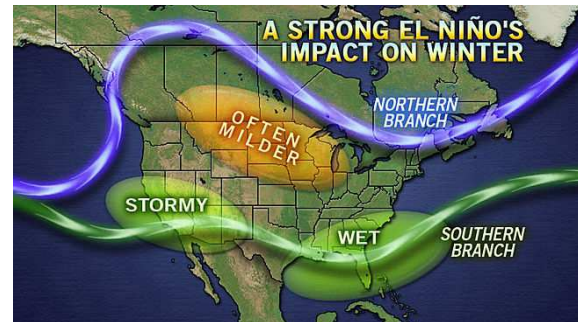 A STRONG EL NIÑO'S
IMPACT ON WINTER
NORTHERN
BRANCH
OFTEN
MILDER
STORMY
WET
SOUTHERN
BRANCH